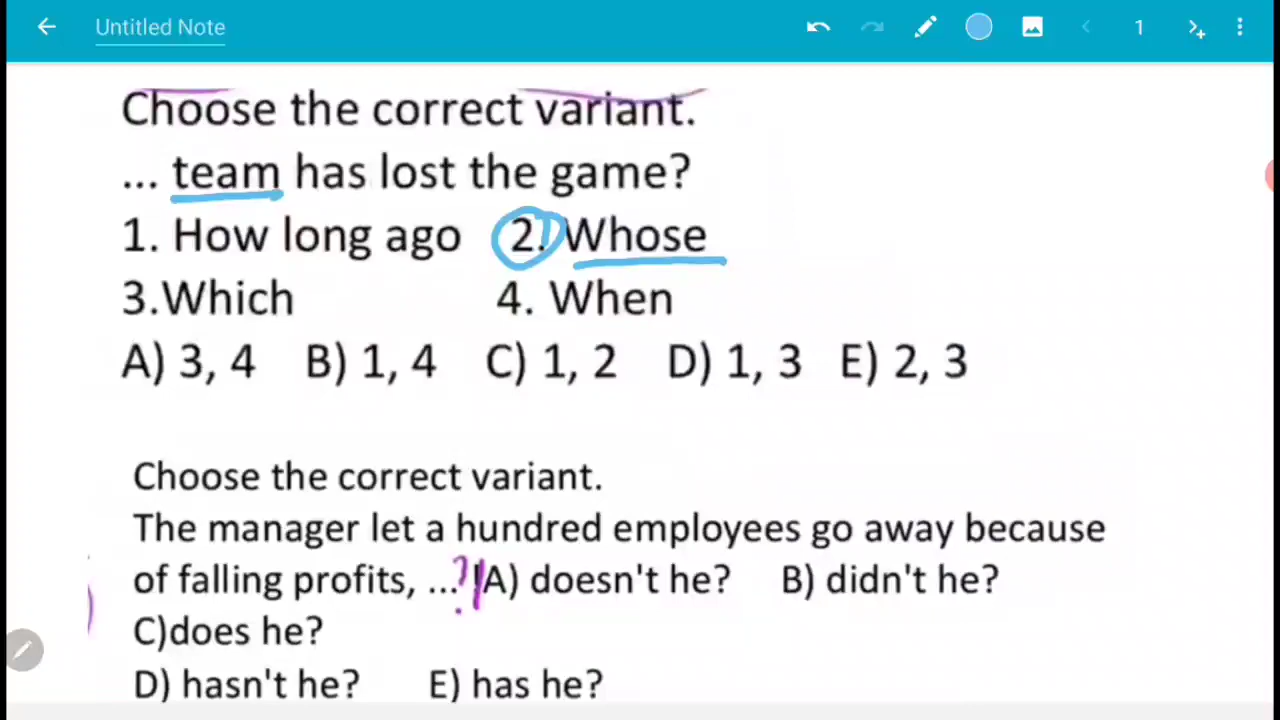 Untitled Note
1
Choose the correct variant.
... team has lost the game?
1. How long ago 2. Whose
3.Which 4. When
A) 3, 4 B) 1, 4 C) 1, 2 D) 1, 3 E) 2, 3
Choose the correct variant.
The manager let a hundred employees go away because
of falling profits, ...? A) doesn't he? B) didn't he?
C)does he?
D) hasn't he? E) has he?